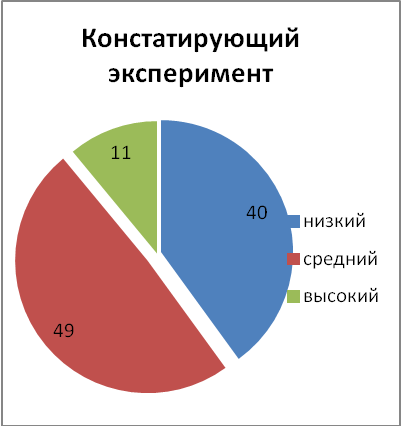 Констатирующий
эксперимент
11
40
49
низкий
средний
высокий